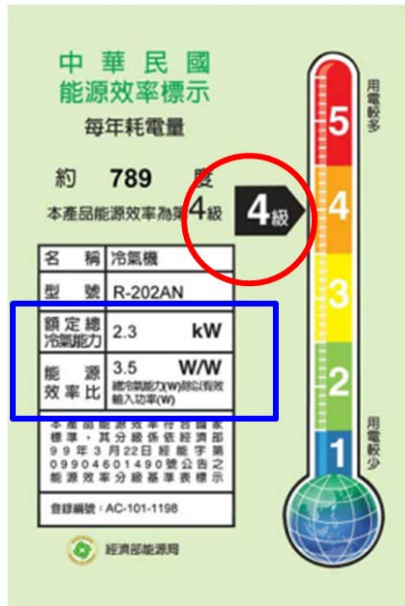 中華民國
能源效率標示
每年耗電量
約 789 度
本產品能源效率為第4級
4級
名稱 冷氣機
型號 R-202AN
額定總冷氣能力 2.3 kW
能源效率比 3.5 W/W
總冷氣能力(W)除以有效
輸入功率(W)
本產品能源效率符合國家
標準，其分級係依經濟部
99年3月22日經能字第
09904601490號公告之
能源效率分級基準表標示
登錄編號：AC-101-1198
經濟部能源局
用電較多
5
4
3
2
1
用電較少